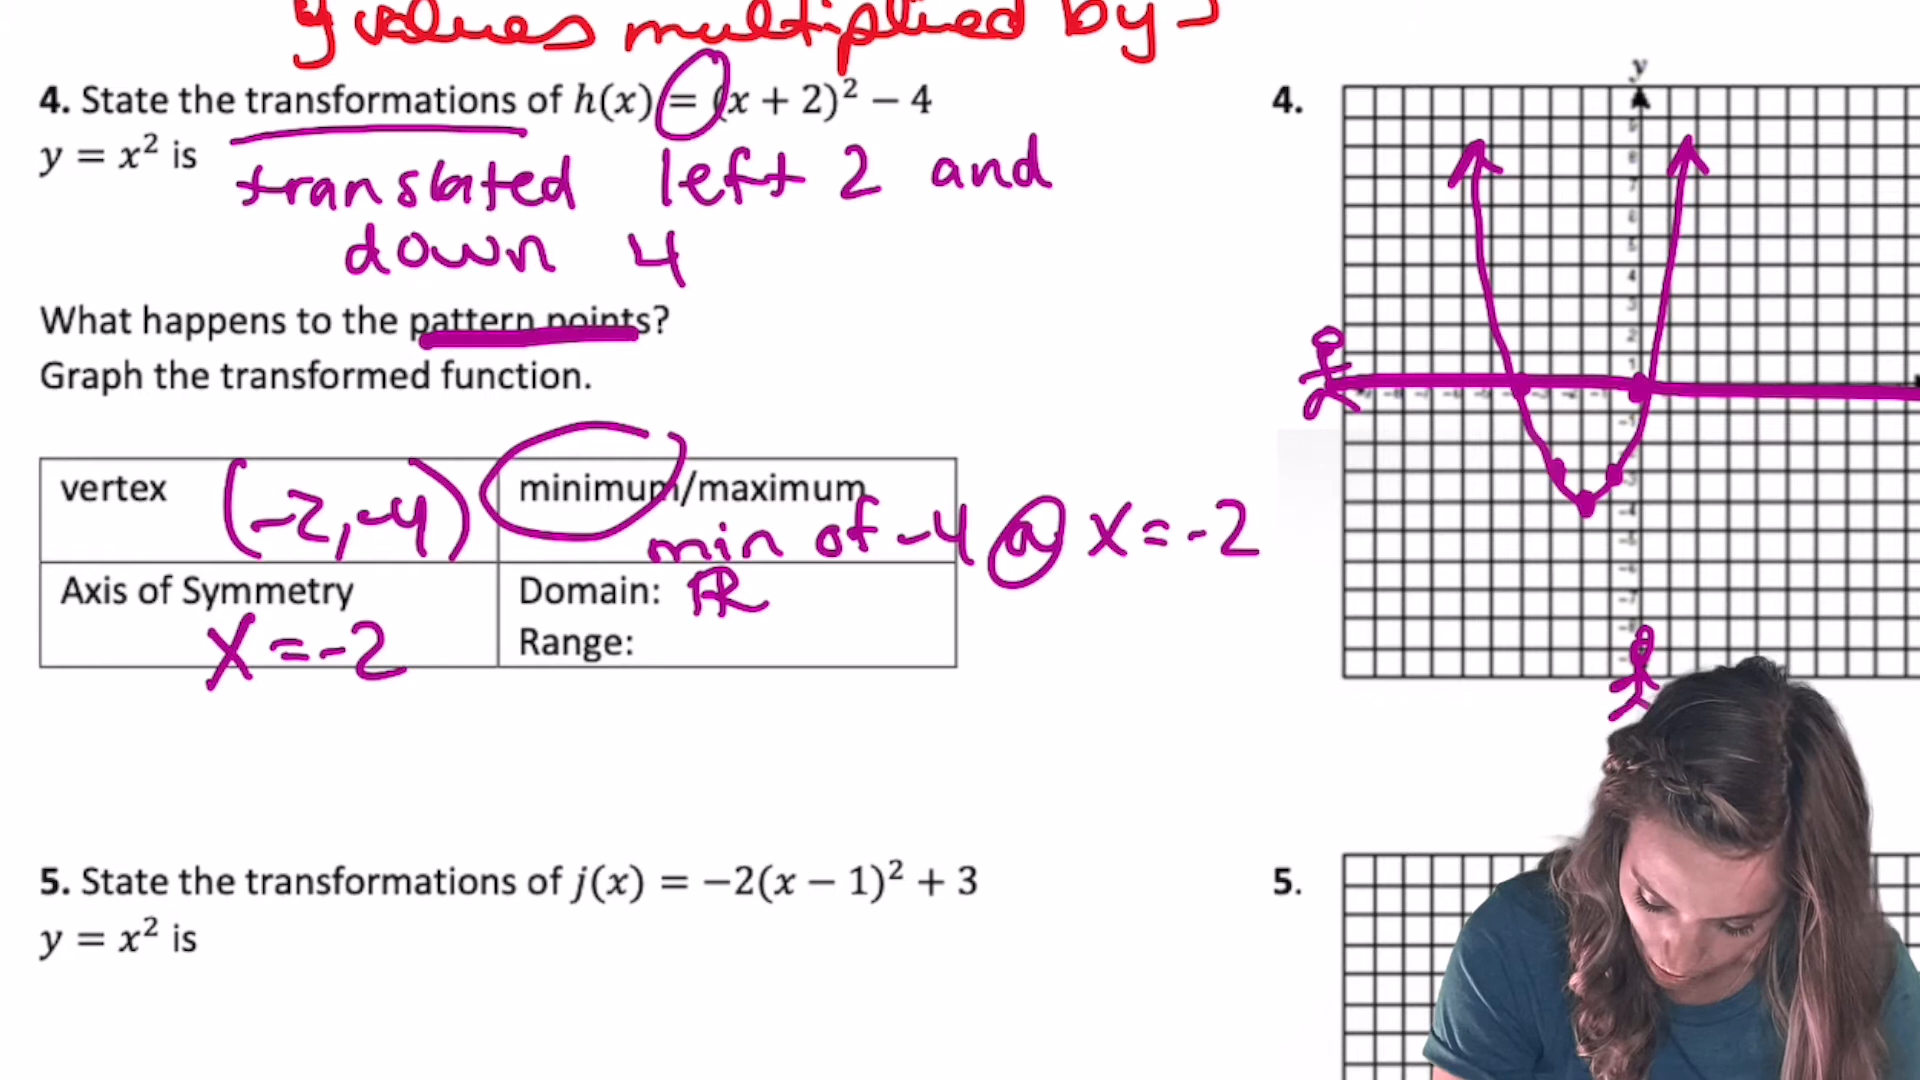 y values multiplied by
4. State the transformations of h(x) = (x + 2)² − 4
4.
y
y = x² is
translated left 2 and
down 4
What happens to the pattern points?
Graph the transformed function.
vertex (-2,-4)
minimum/maximum
min of -4 @ x = -2
Axis of Symmetry
x = -2
Domain: ℝ
Range:
5. State the transformations of j(x) = −2(x − 1)² + 3
5.
y = x² is